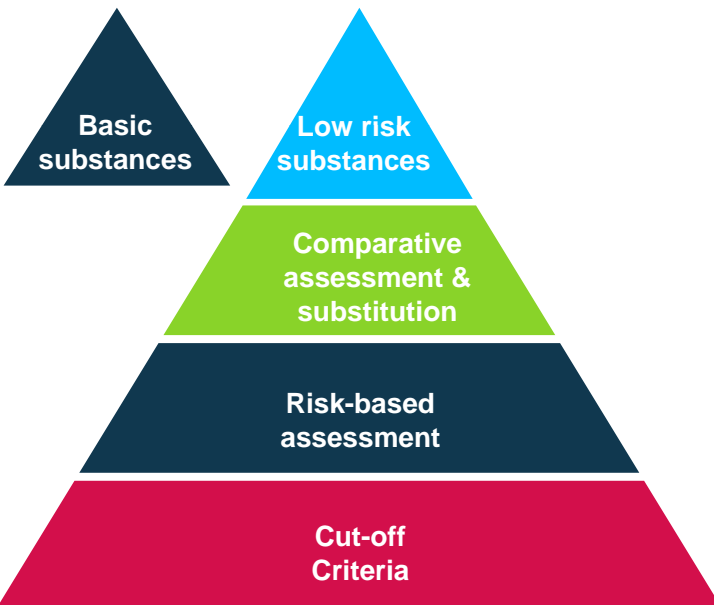 Basic
substances
Low risk
substances
Comparative
assessment &
substitution
Risk-based
assessment
Cut-off
Criteria